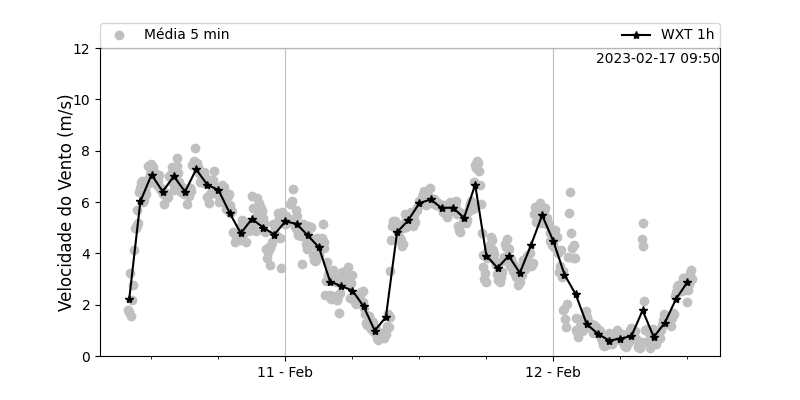 Média 5 min
WXT 1h
2023-02-17 09:50
Velocidade do Vento (m/s)
12
10
8
6
4
2
0
11 - Feb
12 - Feb